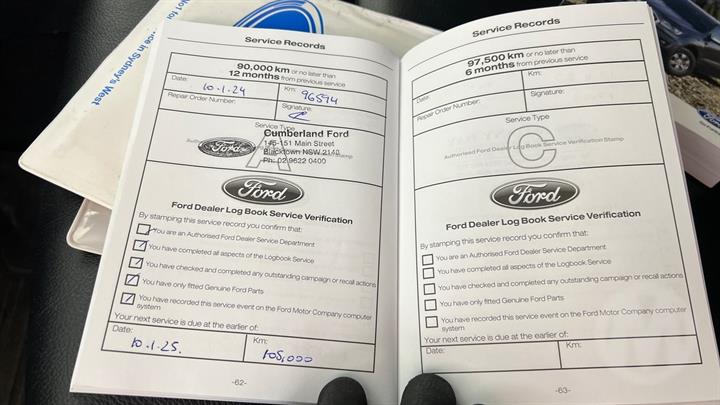 Not for
ice in Sydney's West
Service Records
90,000 km or no later than
12 months from previous service
Date: 10.1.24
Km: 96594
Repair Order Number:
Signature:
Service Type
A
Cumberland Ford
145-151 Main Street
Blacktown NSW 2148
Ph: 02 9622 0400
Ford
Ford
Ford Dealer Log Book Service Verification
By stamping this service record you confirm that:
You are an Authorised Ford Dealer Service Department
You have completed all aspects of the Logbook Service
You have checked and completed any outstanding campaign or recall actions
You have only fitted Genuine Ford Parts
You have recorded this service event on the Ford Motor Company computer
system
Your next service is due at the earlier of:
Date: 10.1.25.
Km: 105,000
-62-
Service Records
97,500 km or no later than
6 months from previous service
Date:
Km:
Repair Order Number:
Signature:
Service Type
C
Authorised Ford Dealer Log Book Service Verification Stamp
Ford
Ford Dealer Log Book Service Verification
By stamping this service record you confirm that:
You are an Authorised Ford Dealer Service Department
You have completed all aspects of the Logbook Service
You have checked and completed any outstanding campaign or recall actions
You have only fitted Genuine Ford Parts
You have recorded this service event on the Ford Motor Company computer
system
Your next service is due at the earlier of:
Date:
Km:
-63-